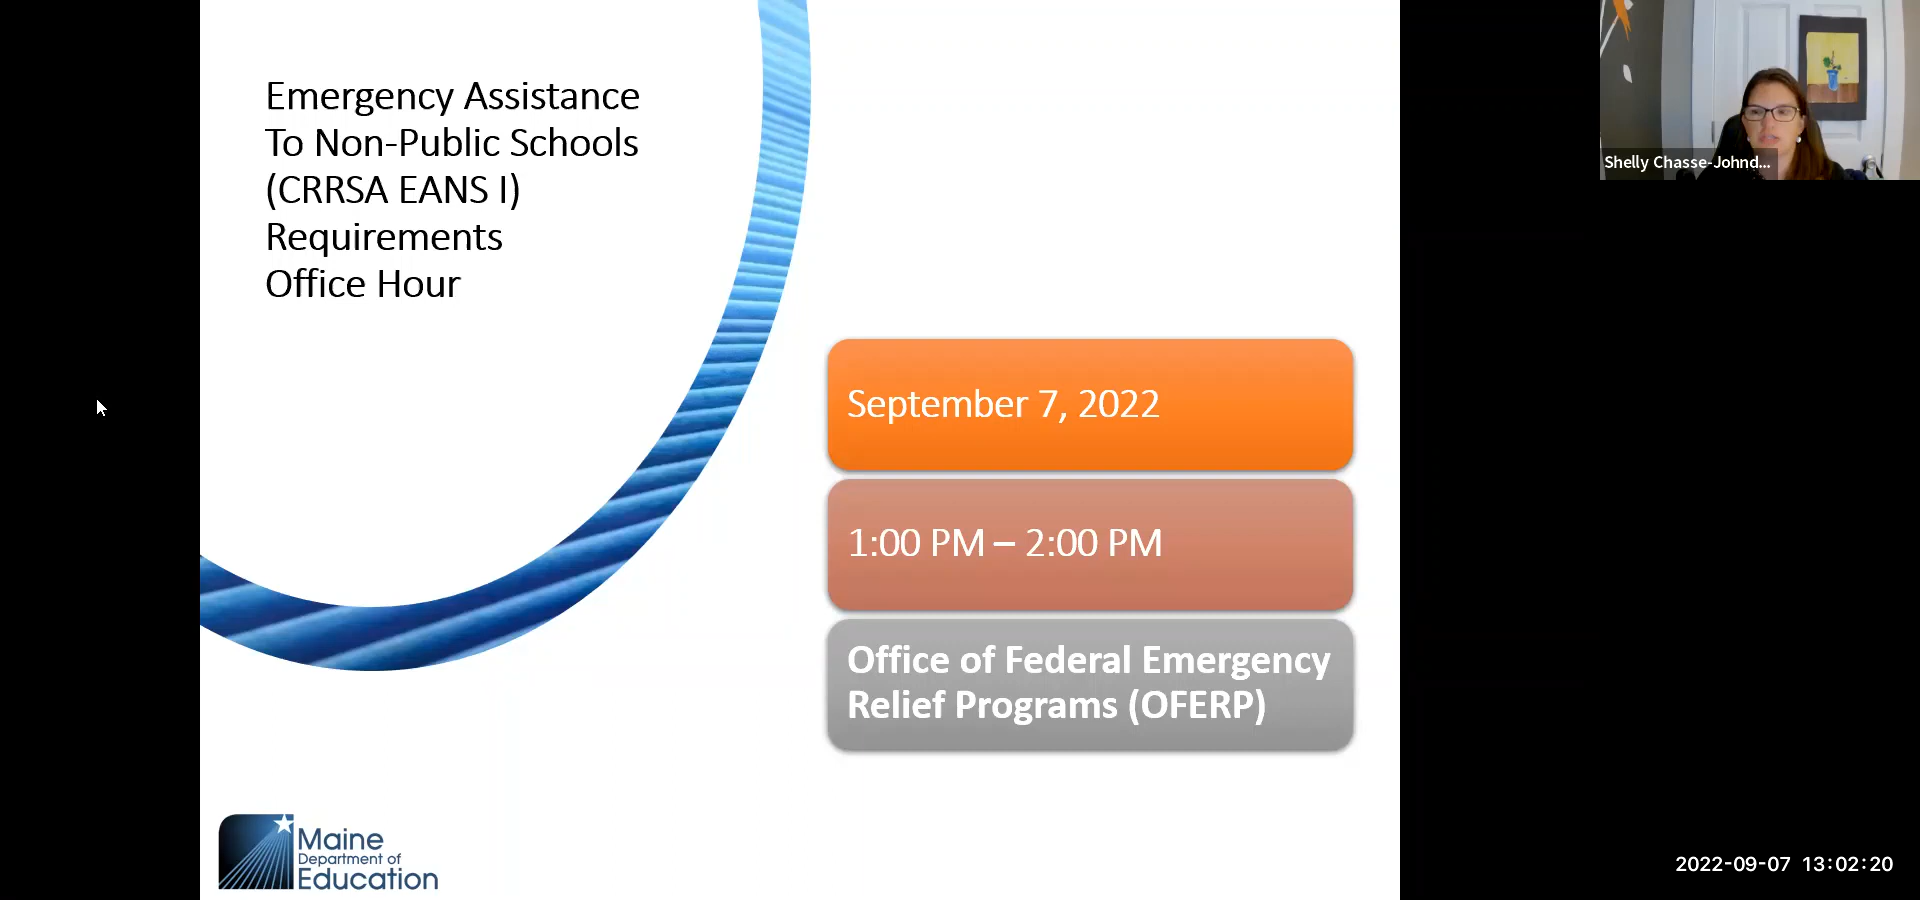 Emergency Assistance
To Non-Public Schools
(CRRSA EANS I)
Requirements
Office Hour
September 7, 2022
1:00 PM – 2:00 PM
Office of Federal Emergency
Relief Programs (OFERP)
Maine
Department of
Education
Shelly Chasse-Johnd...
2022-09-07 13:02:20